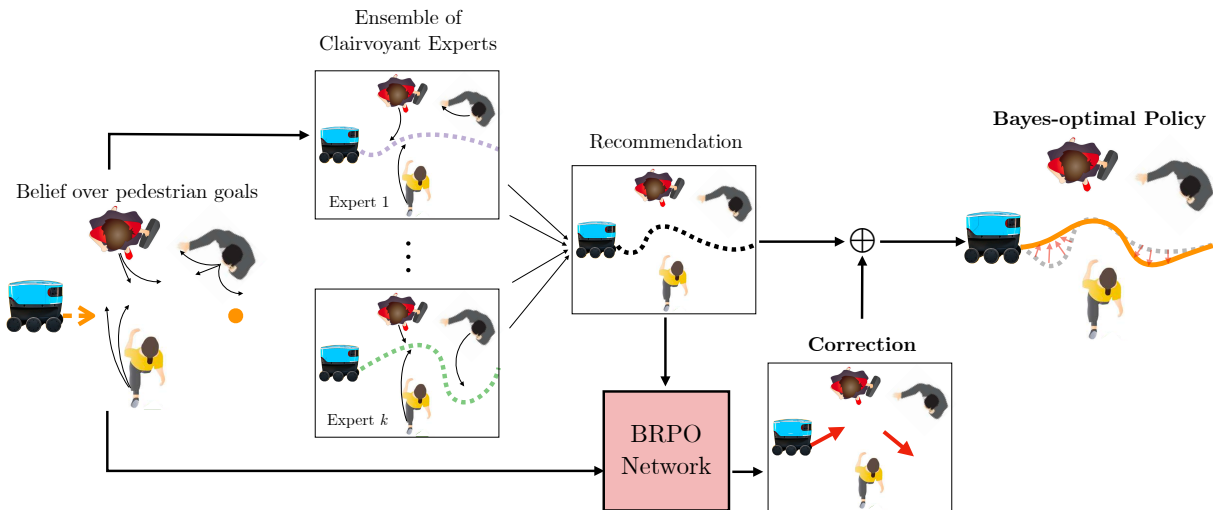 Ensemble of
Clairvoyant Experts
Belief over pedestrian goals
Expert 1
Expert k
Recommendation
BRPO
Network
Correction
Bayes-optimal Policy